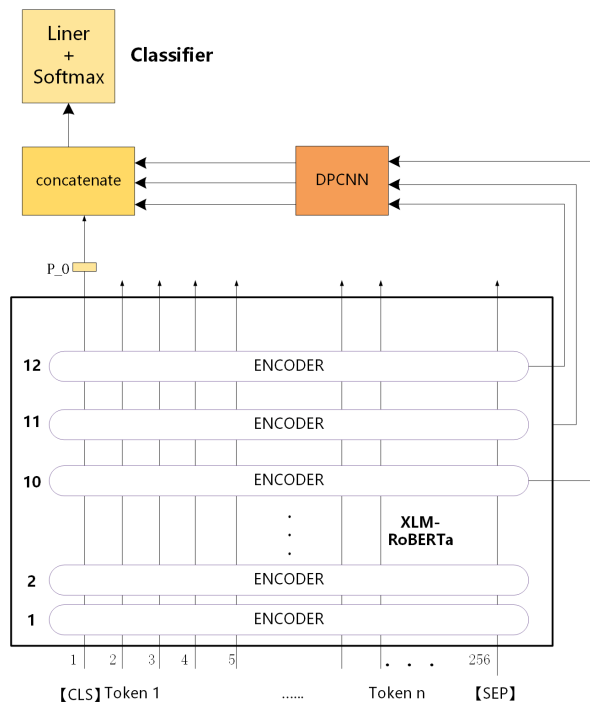 Liner
+
Softmax
Classifier
concatenate
DPCNN
P_0
12 ENCODER
11 ENCODER
10 ENCODER
.
.
.
XLM-
RoBERTa
2 ENCODER
1 ENCODER
1 2 3 4 5 . . . 256
【CLS】Token 1 ...... Token n 【SEP】